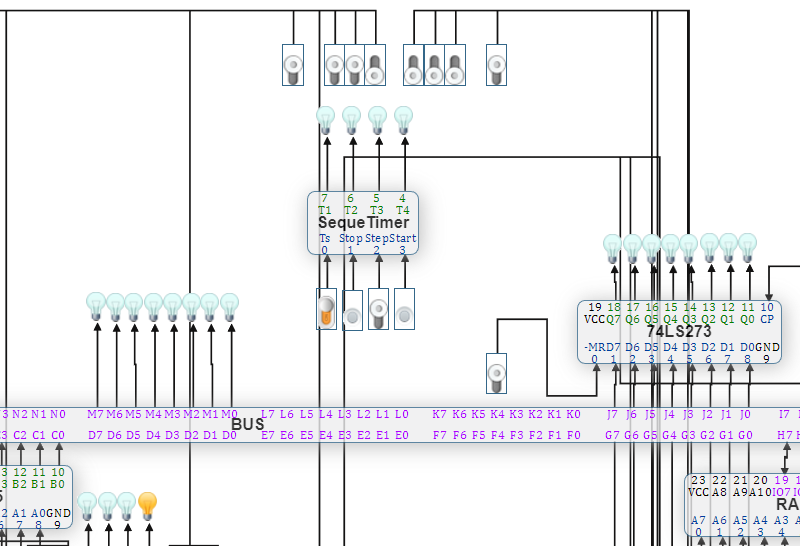 7 6 5 4
T1 T2 T3 T4
SequeTimer
Ts Stop Step Start
0 1 2 3
19 18 17 16 15 14 13 12 11 10
VCC Q7 Q6 Q5 Q4 Q3 Q2 Q1 Q0 CP
74LS273
-MR D7 D6 D5 D4 D3 D2 D1 D0 GND
0 1 2 3 4 5 6 7 8 9
3 N2 N1 N0 M7 M6 M5 M4 M3 M2 M1 M0 L7 L6 L5 L4 L3 L2 L1 L0 K7 K6 K5 K4 K3 K2 K1 K0 J7 J6 J5 J4 J3 J2 J1 J0 I7
BUS
C3 C2 C1 C0 D7 D6 D5 D4 D3 D2 D1 D0 E7 E6 E5 E4 E3 E2 E1 E0 F7 F6 F5 F4 F3 F2 F1 F0 G7 G6 G5 G4 G3 G2 G1 G0 H7
3 12 11 10
3 B2 B1 B0
5
2 A1 A0 GND
6 7 8 9
23 22 21 20 19
VCC A8 A9 A10 IO7
RA
A7 A6 A5 A4 A3
0 1 2 3 4